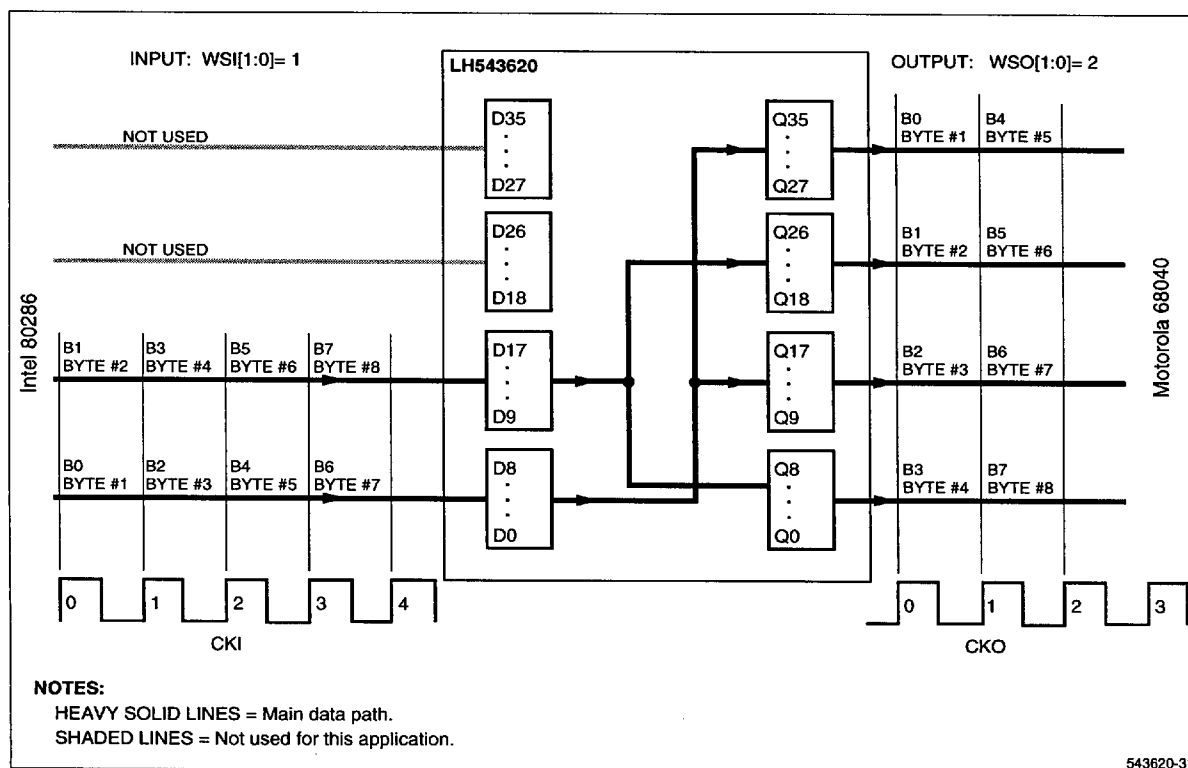 INPUT: WSI[1:0]= 1
LH543620
OUTPUT: WSO[1:0]= 2
NOT USED
D35
D27
Q35
Q27
B0
BYTE #1
B4
BYTE #5
NOT USED
D26
D18
Q26
Q18
B1
BYTE #2
B5
BYTE #6
Intel 80286
B1
BYTE #2
B3
BYTE #4
B5
BYTE #6
B7
BYTE #8
D17
D9
Q17
Q9
B2
BYTE #3
B6
BYTE #7
Motorola 68040
B0
BYTE #1
B2
BYTE #3
B4
BYTE #5
B6
BYTE #7
D8
D0
Q8
Q0
B3
BYTE #4
B7
BYTE #8
0 1 2 3 4
CKI
0 1 2 3
CKO
NOTES:
HEAVY SOLID LINES = Main data path.
SHADED LINES = Not used for this application.
543620-3